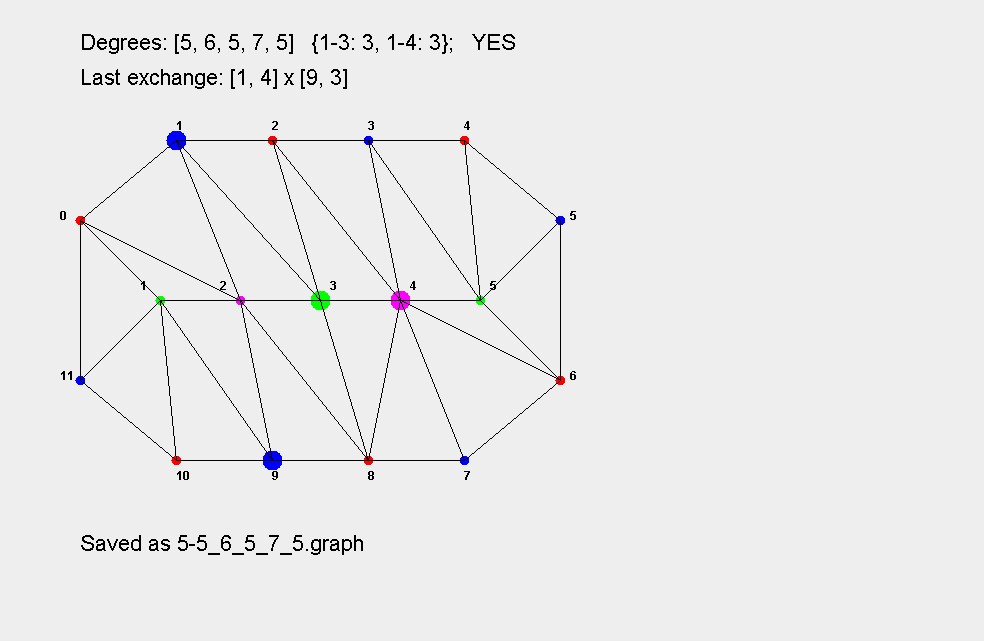 Degrees: [5, 6, 5, 7, 5]   {1-3: 3, 1-4: 3};   YES
Last exchange: [1, 4] x [9, 3]
1 2 3 4
0 5
1 2 3 4 5
11 6
10 9 8 7
Saved as 5-5_6_5_7_5.graph